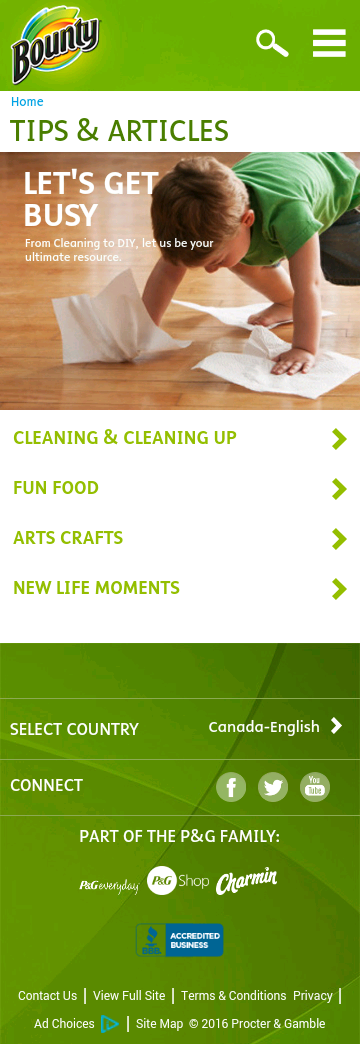 Bounty
Home
TIPS & ARTICLES
LET'S GET
BUSY
From Cleaning to DIY, let us be your
ultimate resource.
CLEANING & CLEANING UP
FUN FOOD
ARTS CRAFTS
NEW LIFE MOMENTS
SELECT COUNTRY Canada-English
CONNECT f You Tube
PART OF THE P&G FAMILY:
P&G everyday P&G Shop Charmin
BBB ACCREDITED
BUSINESS
Contact Us | View Full Site | Terms & Conditions Privacy |
Ad Choices | Site Map © 2016 Procter & Gamble